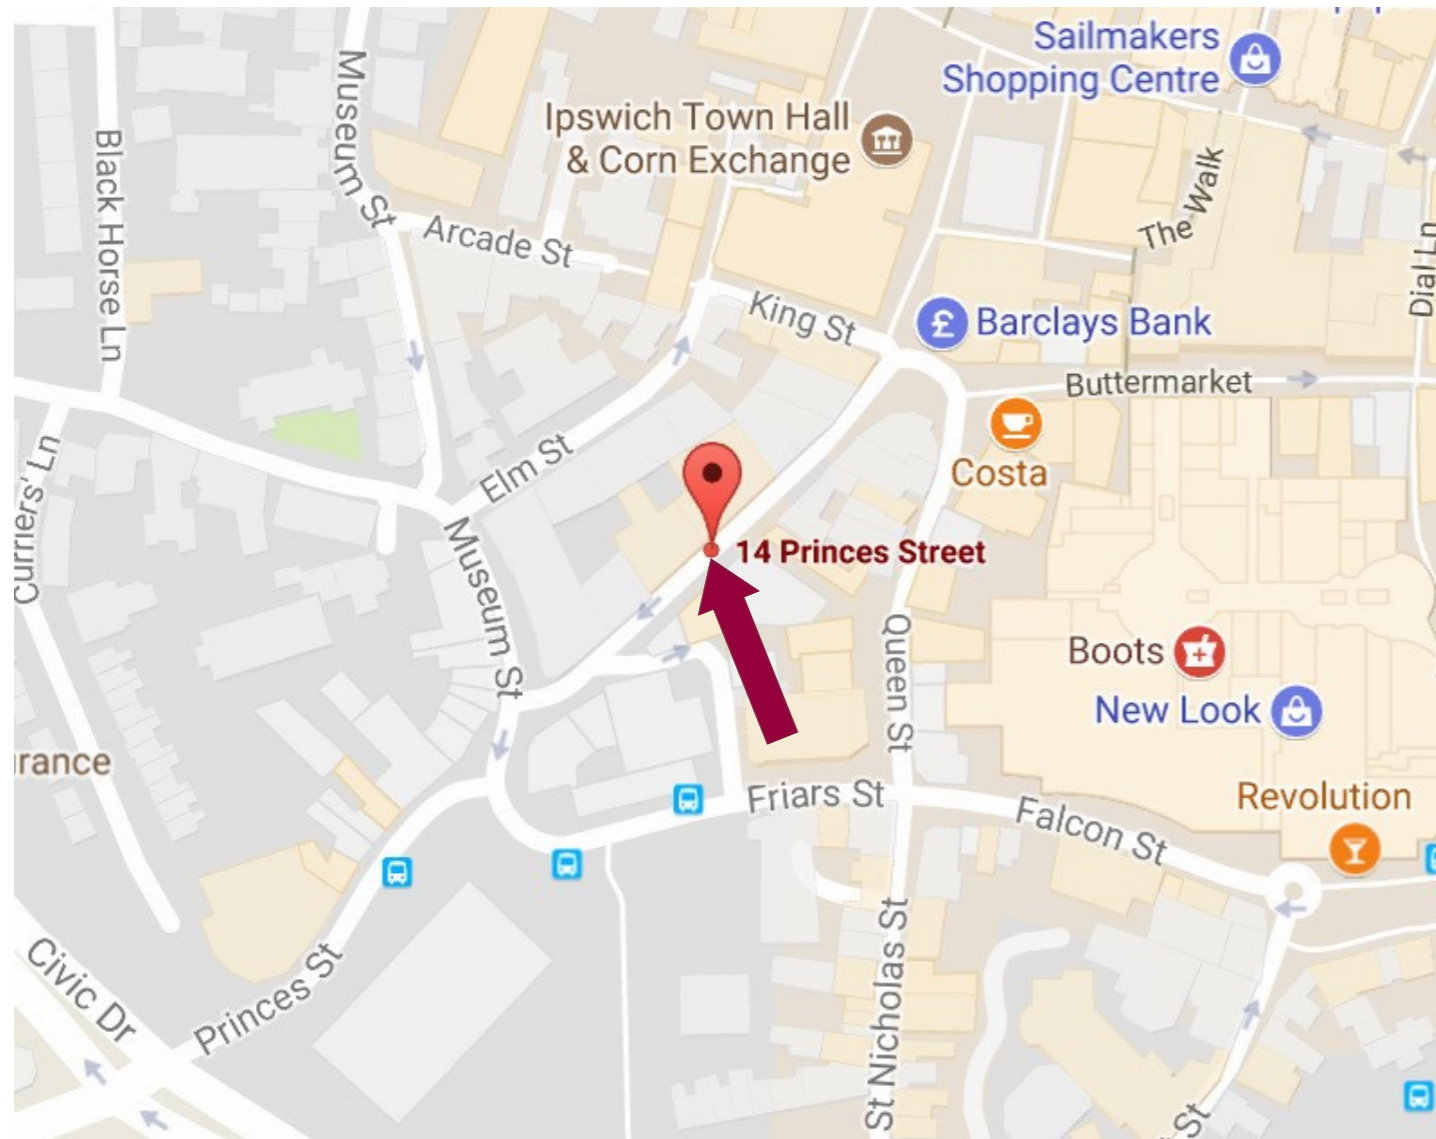 Sailmakers
Shopping Centre
Museum St
Ipswich Town Hall
& Corn Exchange
Black Horse Ln
The Walk
Arcade St
Dial Ln
King St
Barclays Bank
Buttermarket
Elm St
Costa
Curriers' Ln
14 Princes Street
Museum St
Queen St
Boots
New Look
irance
Friars St
Revolution
Falcon St
Civic Dr
Princes St
St Nicholas St
St